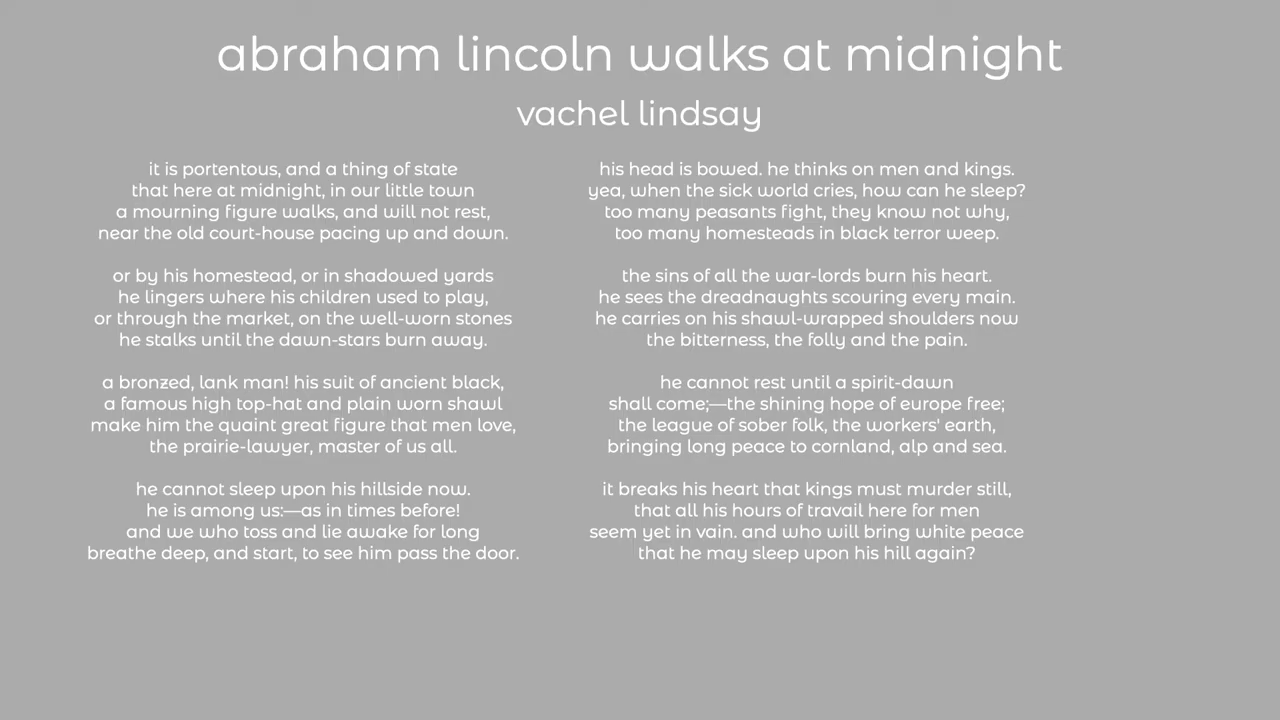 abraham lincoln walks at midnight
vachel lindsay
it is portentous, and a thing of state
that here at midnight, in our little town
a mourning figure walks, and will not rest,
near the old court-house pacing up and down.
or by his homestead, or in shadowed yards
he lingers where his children used to play,
or through the market, on the well-worn stones
he stalks until the dawn-stars burn away.
a bronzed, lank man! his suit of ancient black,
a famous high top-hat and plain worn shawl
make him the quaint great figure that men love,
the prairie-lawyer, master of us all.
he cannot sleep upon his hillside now.
he is among us:—as in times before!
and we who toss and lie awake for long
breathe deep, and start, to see him pass the door.
his head is bowed. he thinks on men and kings.
yea, when the sick world cries, how can he sleep?
too many peasants fight, they know not why,
too many homesteads in black terror weep.
the sins of all the war-lords burn his heart.
he sees the dreadnaughts scouring every main.
he carries on his shawl-wrapped shoulders now
the bitterness, the folly and the pain.
he cannot rest until a spirit-dawn
shall come;—the shining hope of europe free;
the league of sober folk, the workers' earth,
bringing long peace to cornland, alp and sea.
it breaks his heart that kings must murder still,
that all his hours of travail here for men
seem yet in vain. and who will bring white peace
that he may sleep upon his hill again?